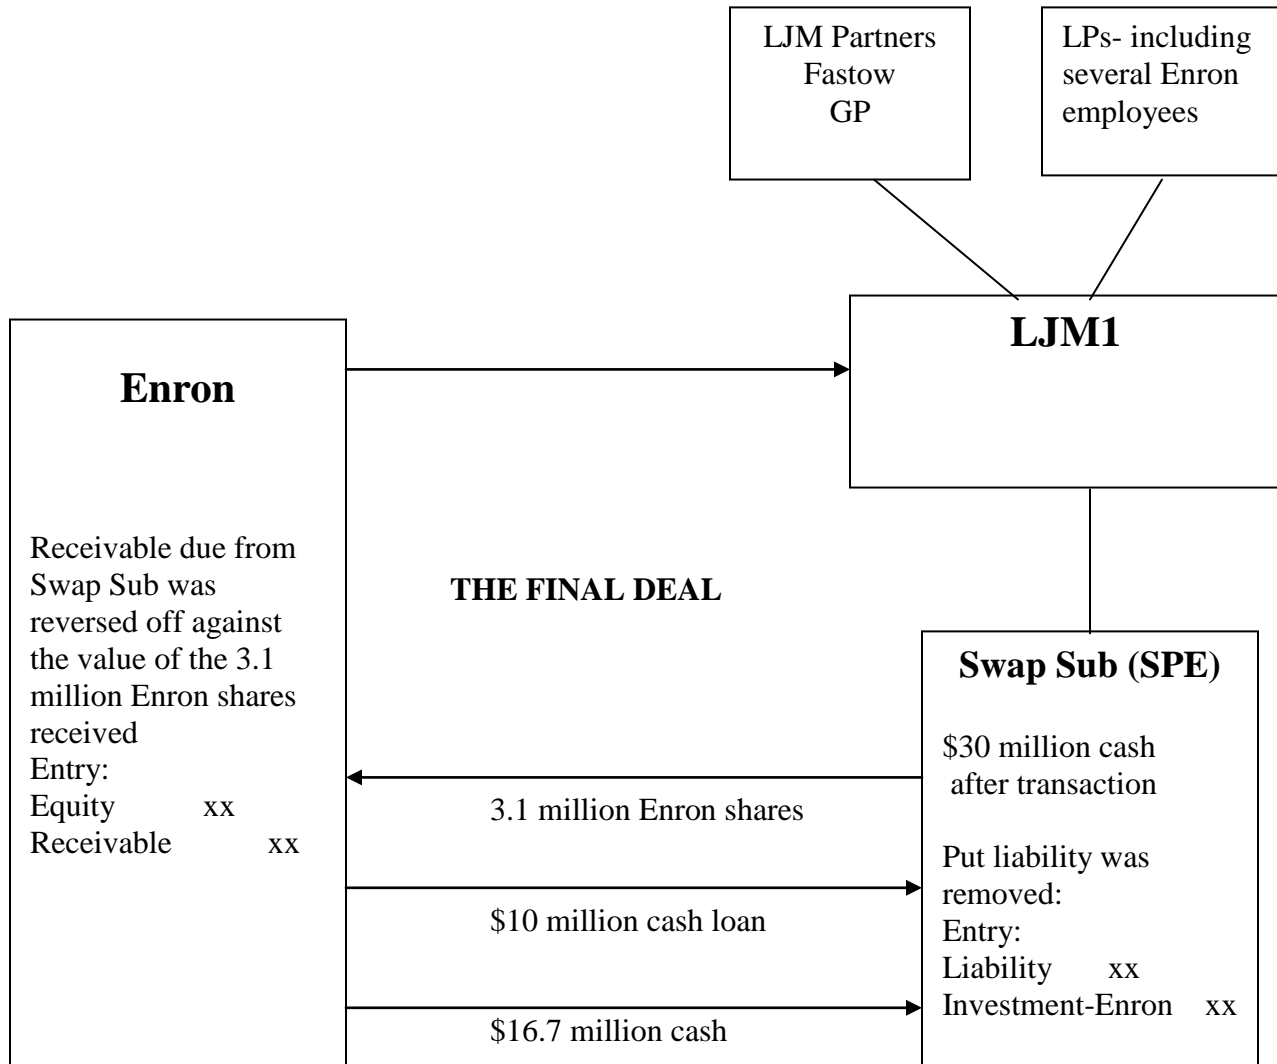 LJM Partners
Fastow
GP
LPs- including
several Enron
employees
LJM1
Enron
Receivable due from
Swap Sub was
reversed off against
the value of the 3.1
million Enron shares
received
Entry:
Equity xx
Receivable xx
THE FINAL DEAL
3.1 million Enron shares
$10 million cash loan
$16.7 million cash
Swap Sub (SPE)
$30 million cash
after transaction
Put liability was
removed:
Entry:
Liability xx
Investment-Enron xx